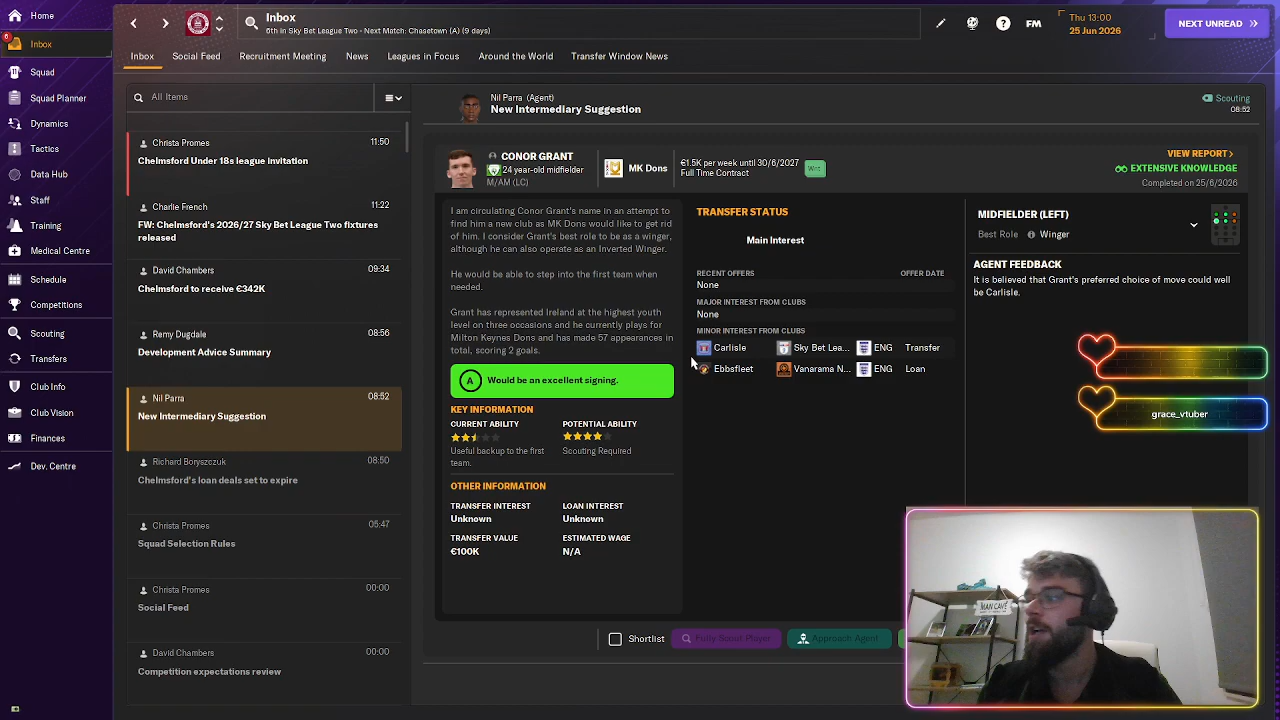 Home
6
Inbox
Squad
Squad Planner
Dynamics
Tactics
Data Hub
Staff
Training
Medical Centre
Schedule
Competitions
Scouting
Transfers
Club Info
Club Vision
Finances
Dev. Centre
Inbox
6th in Sky Bet League Two - Next Match: Chasetown (A) (9 days)
FM
Thu 13:00
25 Jun 2026
NEXT UNREAD
Inbox
Social Feed
Recruitment Meeting
News
Leagues in Focus
Around the World
Transfer Window News
All Items
Christa Promes
11:50
Chelmsford Under 18s league invitation
Charlie French
11:22
FW: Chelmsford's 2026/27 Sky Bet League Two fixtures
released
David Chambers
09:34
Chelmsford to receive €342K
Remy Dugdale
08:56
Development Advice Summary
Nil Parra
08:52
New Intermediary Suggestion
Richard Boryszczuk
08:50
Chelmsford's loan deals set to expire
Christa Promes
05:47
Squad Selection Rules
Christa Promes
00:00
Social Feed
David Chambers
00:00
Competition expectations review
Nil Parra (Agent)
New Intermediary Suggestion
Scouting
08:52
CONOR GRANT
24 year-old midfielder
M/AM (LC)
MK Dons
€1.5K per week until 30/6/2027
Full Time Contract
Wnt
VIEW REPORT
EXTENSIVE KNOWLEDGE
Completed on 25/6/2026
I am circulating Conor Grant's name in an attempt to
find him a new club as MK Dons would like to get rid
of him. I consider Grant's best role to be as a winger,
although he can also operate as an Inverted Winger.
He would be able to step into the first team when
needed.
Grant has represented Ireland at the highest youth
level on three occasions and he currently plays for
Milton Keynes Dons and has made 57 appearances in
total, scoring 2 goals.
A
Would be an excellent signing.
KEY INFORMATION
CURRENT ABILITY
POTENTIAL ABILITY
Useful backup to the first
team.
Scouting Required
OTHER INFORMATION
TRANSFER INTEREST
LOAN INTEREST
Unknown
Unknown
TRANSFER VALUE
ESTIMATED WAGE
€100K
N/A
TRANSFER STATUS
Main Interest
RECENT OFFERS
OFFER DATE
None
MAJOR INTEREST FROM CLUBS
None
MINOR INTEREST FROM CLUBS
Carlisle
Sky Bet Lea...
ENG
Transfer
Ebbsfleet
Vanarama N...
ENG
Loan
MIDFIELDER (LEFT)
Best Role
Winger
AGENT FEEDBACK
It is believed that Grant's preferred choice of move could well
be Carlisle.
grace_vtuber
Shortlist
Fully Scout Player
Approach Agent
MAN CAVE